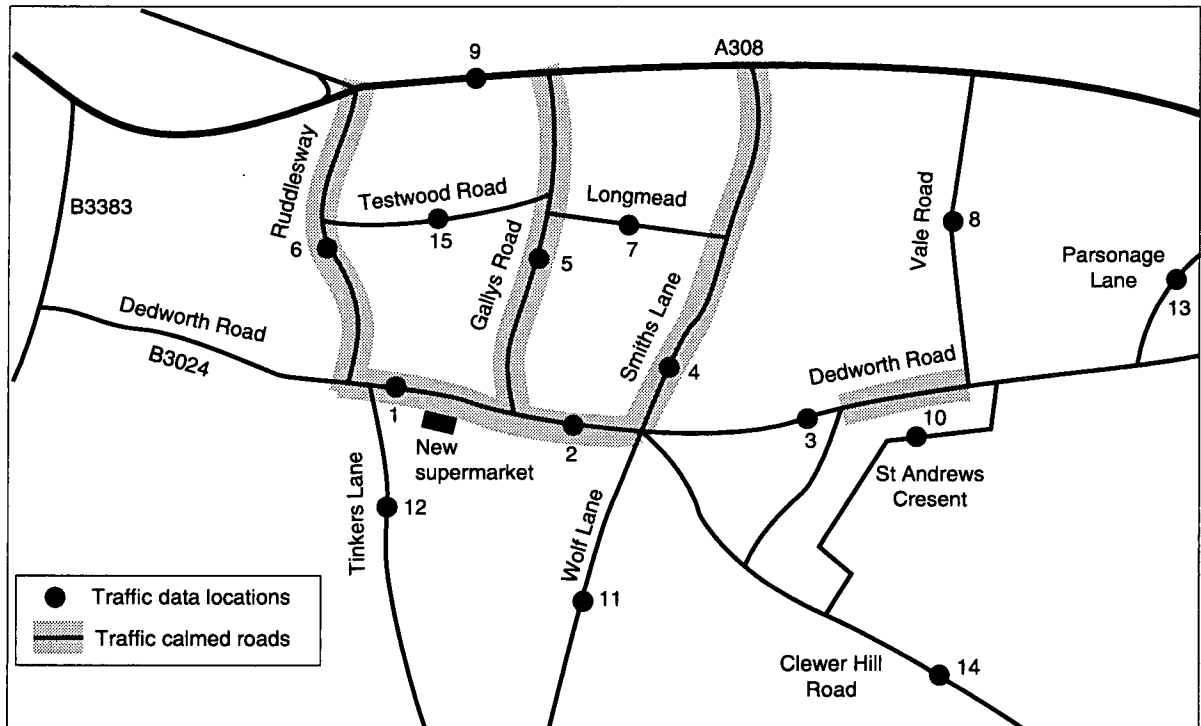 9
A308
Ruddlesway
Testwood Road
Longmead
B3383
15
7
Vale Road
8
6
Gallys Road
5
Parsonage
Lane
13
Dedworth Road
B3024
Smiths Lane
4
Dedworth Road
1
New
supermarket
2
3
10
St Andrews
Cresent
Tinkers Lane
12
Wolf Lane
11
Traffic data locations
Traffic calmed roads
Clewer Hill
Road
14